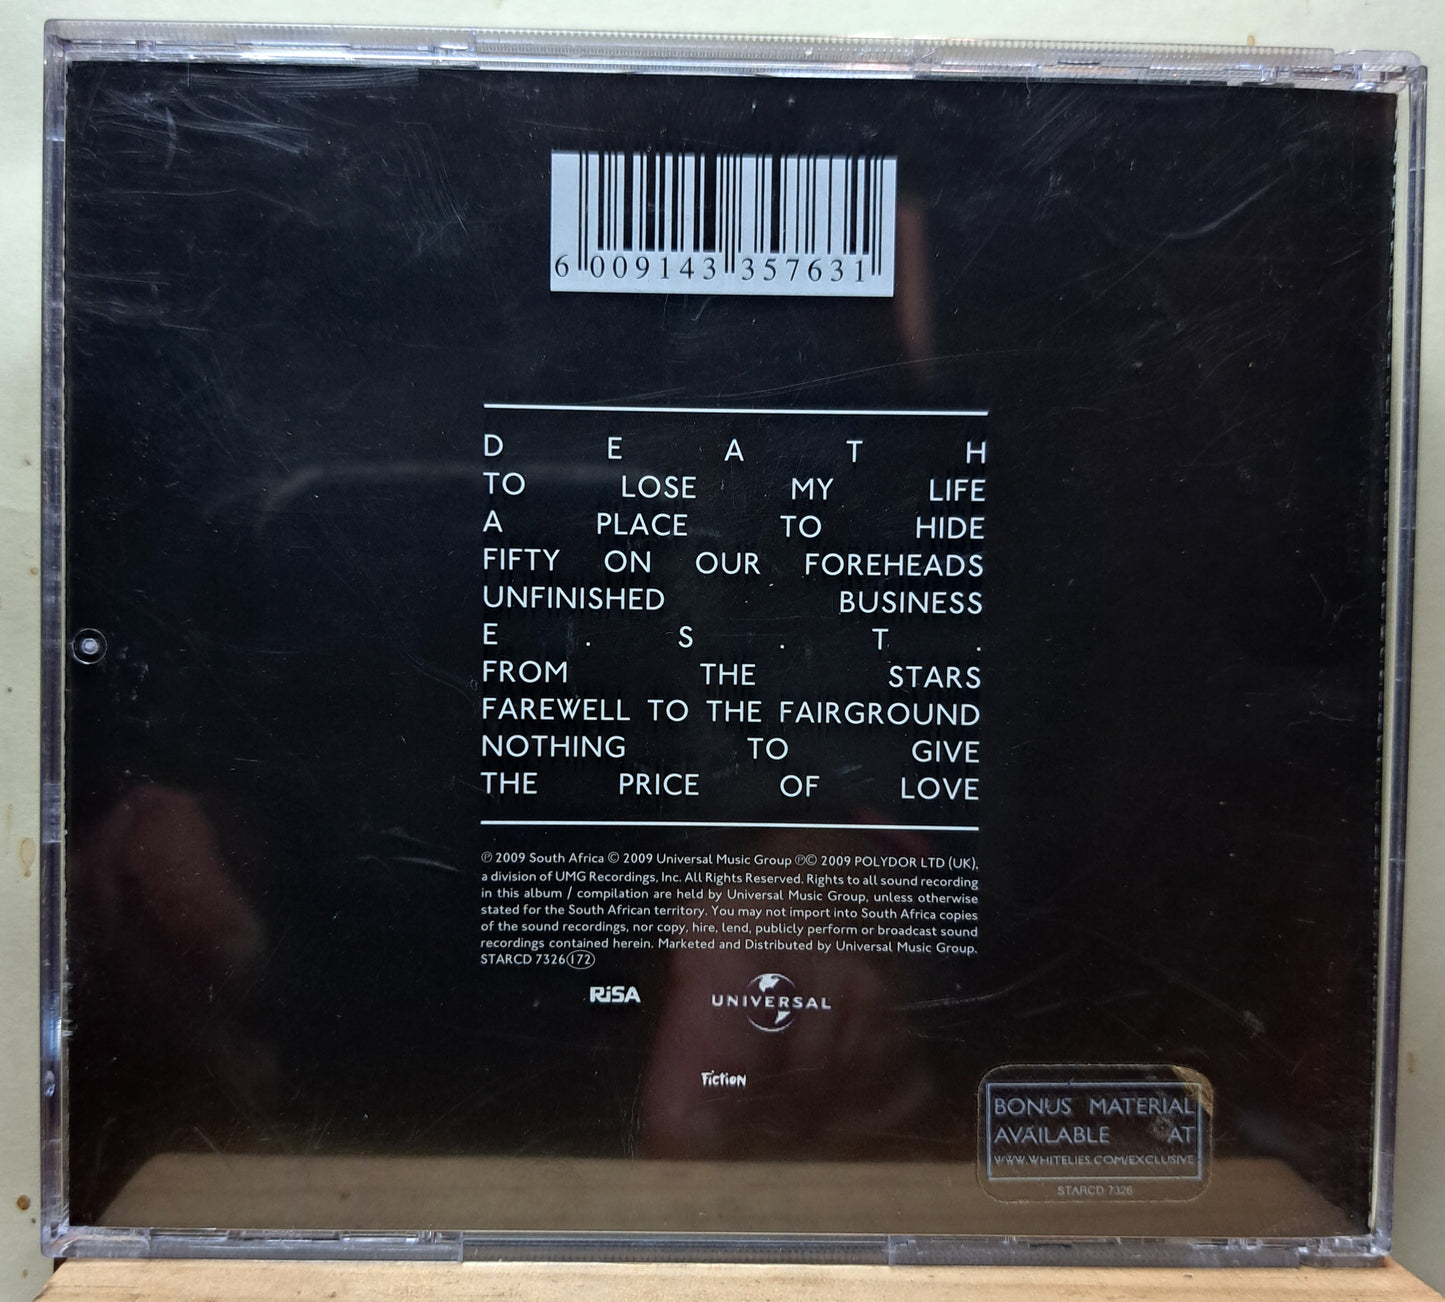 6 009143 357631
D E A T H
TO LOSE MY LIFE
A PLACE TO HIDE
FIFTY ON OUR FOREHEADS
UNFINISHED BUSINESS
E . S . T .
FROM THE STARS
FAREWELL TO THE FAIRGROUND
NOTHING TO GIVE
THE PRICE OF LOVE
℗ 2009 South Africa © 2009 Universal Music Group ℗© 2009 POLYDOR LTD (UK),
a division of UMG Recordings, Inc. All Rights Reserved. Rights to all sound recording
in this album / compilation are held by Universal Music Group, unless otherwise
stated for the South African territory. You may not import into South Africa copies
of the sound recordings, nor copy, hire, lend, publicly perform or broadcast sound
recordings contained herein. Marketed and Distributed by Universal Music Group.
STARCD 7326 172
RiSA
UNIVERSAL
Fiction
BONUS MATERIAL
AVAILABLE AT
WWW.WHITELIES.COM/EXCLUSIVE
STARCD 7326